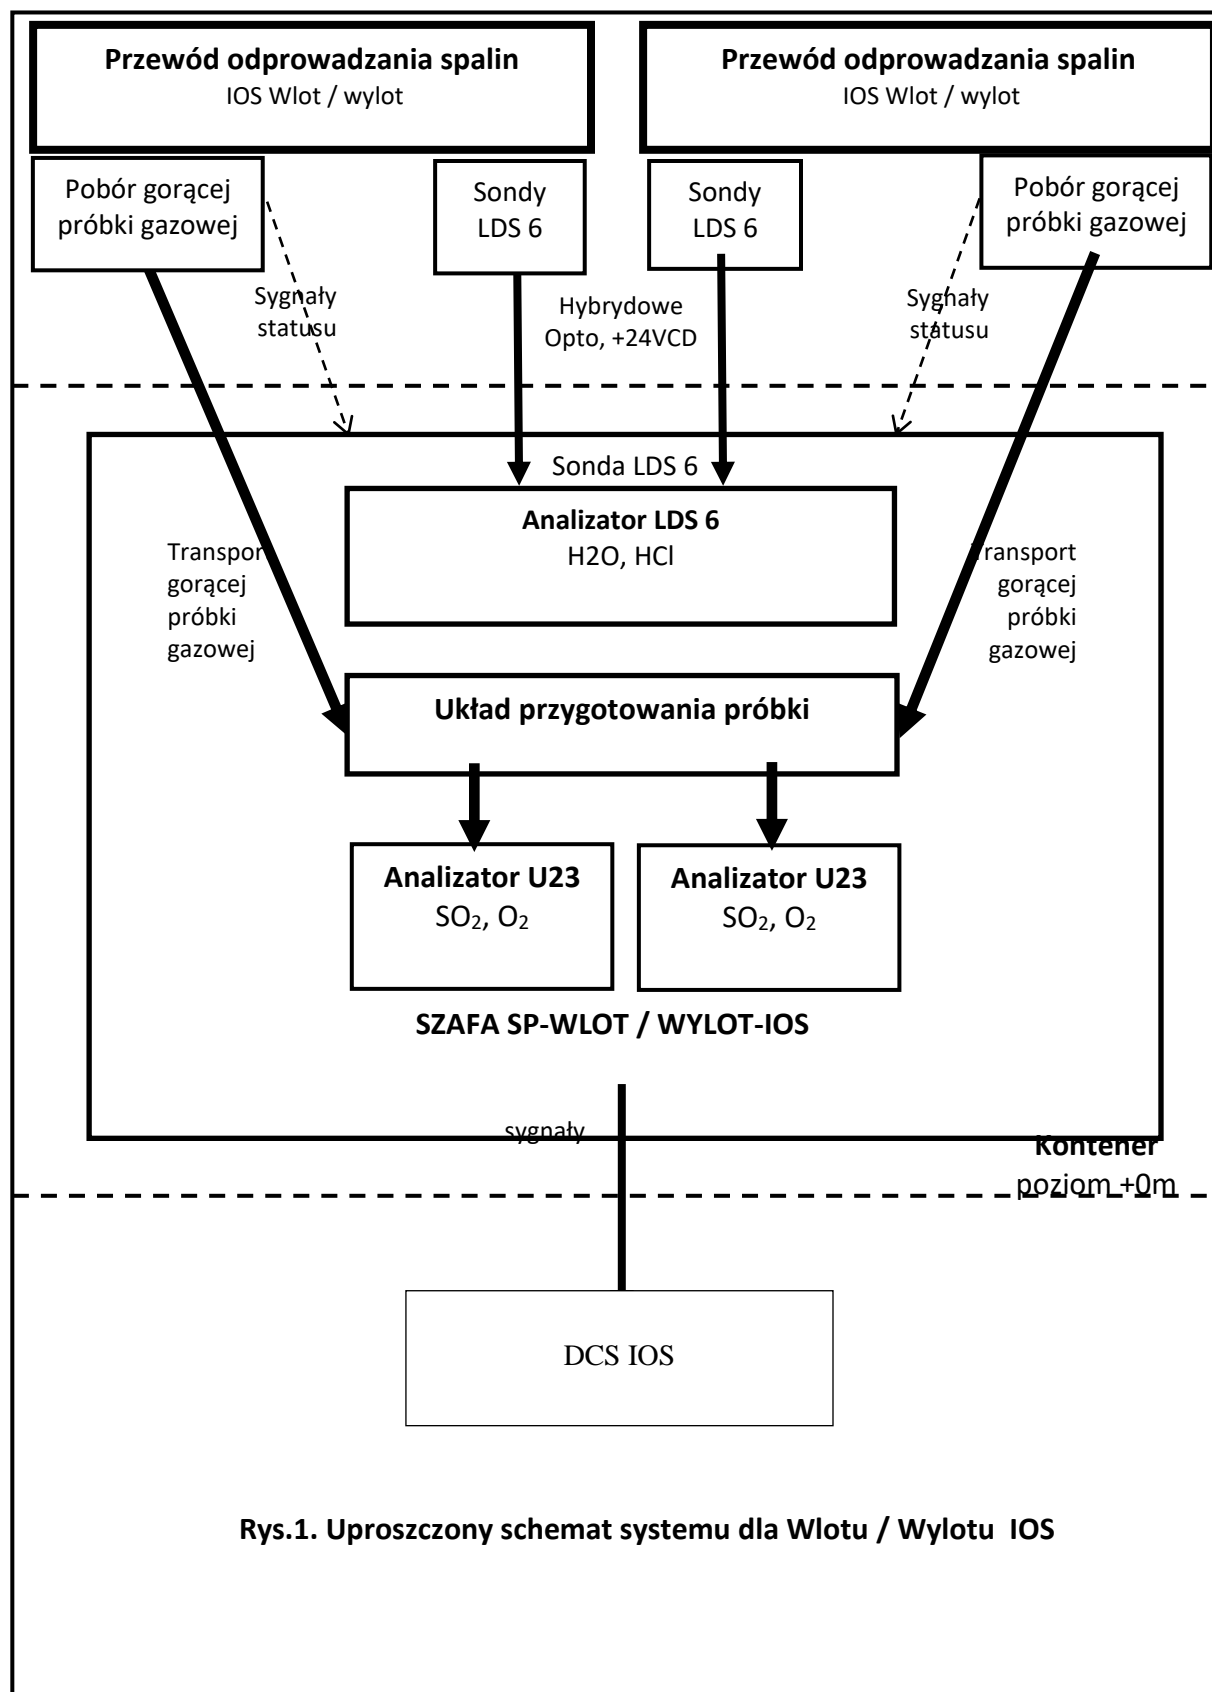 Przewód odprowadzania spalin
IOS Wlot / wylot
Przewód odprowadzania spalin
IOS Wlot / wylot
Pobór gorącej
próbki gazowej
Sondy
LDS 6
Sondy
LDS 6
Pobór gorącej
próbki gazowej
Sygnały
statusu
Hybrydowe
Opto, +24VCD
Sygnały
statusu
Sonda LDS 6
Analizator LDS 6
H2O, HCl
Transport
gorącej
próbki
gazowej
Transport
gorącej
próbki
gazowej
Układ przygotowania próbki
Analizator U23
SO₂, O₂
Analizator U23
SO₂, O₂
SZAFA SP-WLOT / WYLOT-IOS
sygnały
Kontener
poziom +0m
DCS IOS
Rys.1. Uproszczony schemat systemu dla Wlotu / Wylotu IOS